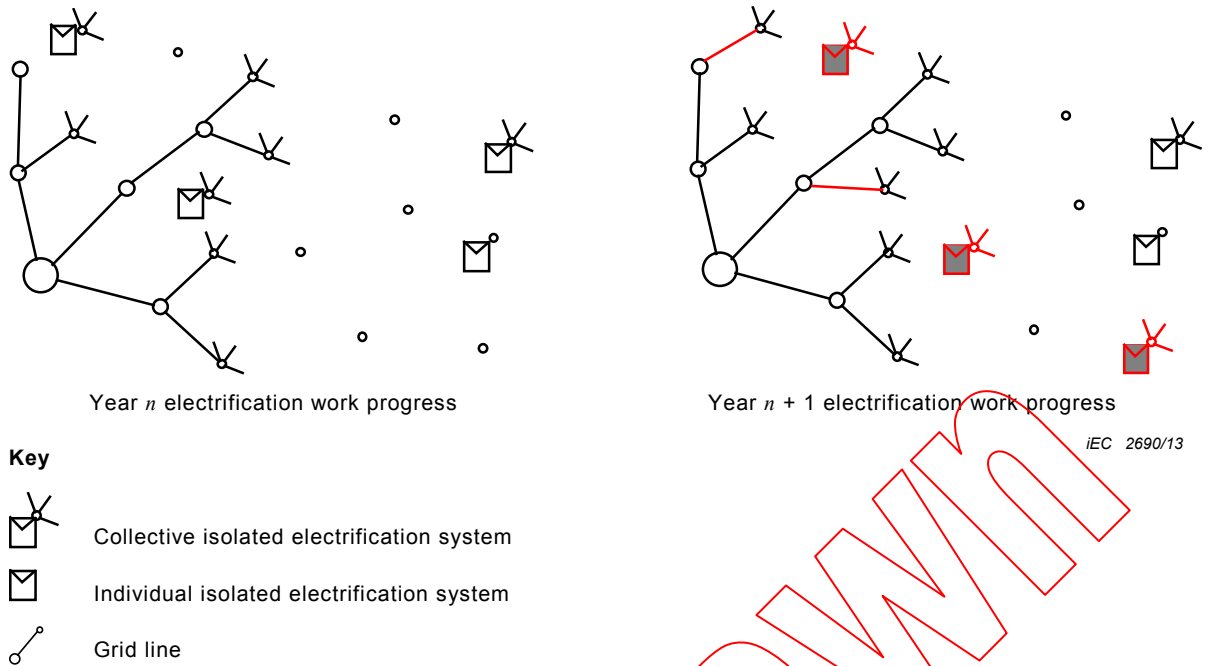 Year n electrification work progress
Year n + 1 electrification work progress
iEC 2690/13
Key
Collective isolated electrification system
Individual isolated electrification system
Grid line